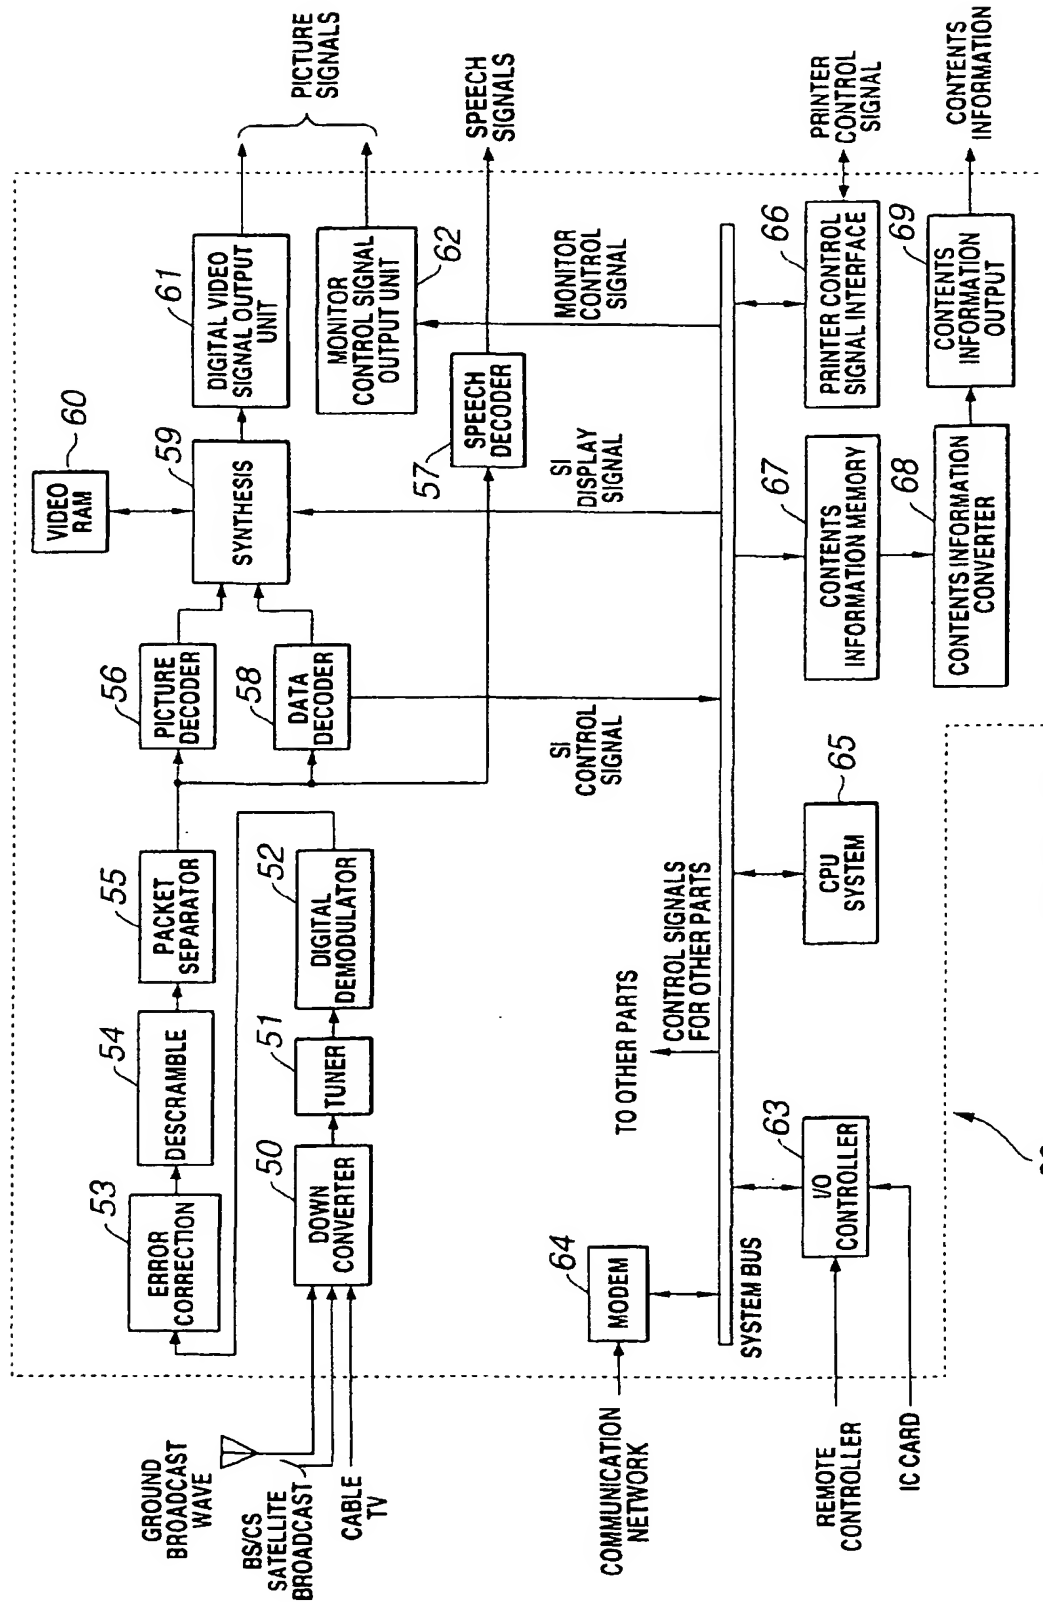 GROUND
BROADCAST
WAVE
BS/CS
SATELLITE
BROADCAST
CABLE
TV
53
ERROR
CORRECTION
54
DESCRAMBLE
55
PACKET
SEPARATOR
50
DOWN
CONVERTER
51
TUNER
52
DIGITAL
DEMODULATOR
56
PICTURE
DECODER
58
DATA
DECODER
VIDEO
RAM
60
59
SYNTHESIS
61
DIGITAL VIDEO
SIGNAL OUTPUT
UNIT
MONITOR
CONTROL SIGNAL
OUTPUT UNIT
62
PICTURE
SIGNALS
57
SPEECH
DECODER
SPEECH
SIGNALS
COMMUNICATION
NETWORK
64
MODEM
TO OTHER PARTS
CONTROL SIGNALS
FOR OTHER PARTS
SI
CONTROL
SIGNAL
SI
DISPLAY
SIGNAL
MONITOR
CONTROL
SIGNAL
SYSTEM BUS
REMOTE
CONTROLLER
IC CARD
63
I/O
CONTROLLER
65
CPU
SYSTEM
67
CONTENTS
INFORMATION MEMORY
66
PRINTER CONTROL
SIGNAL INTERFACE
PRINTER
CONTROL
SIGNAL
68
CONTENTS INFORMATION
CONVERTER
69
CONTENTS
INFORMATION
OUTPUT
CONTENTS
INFORMATION